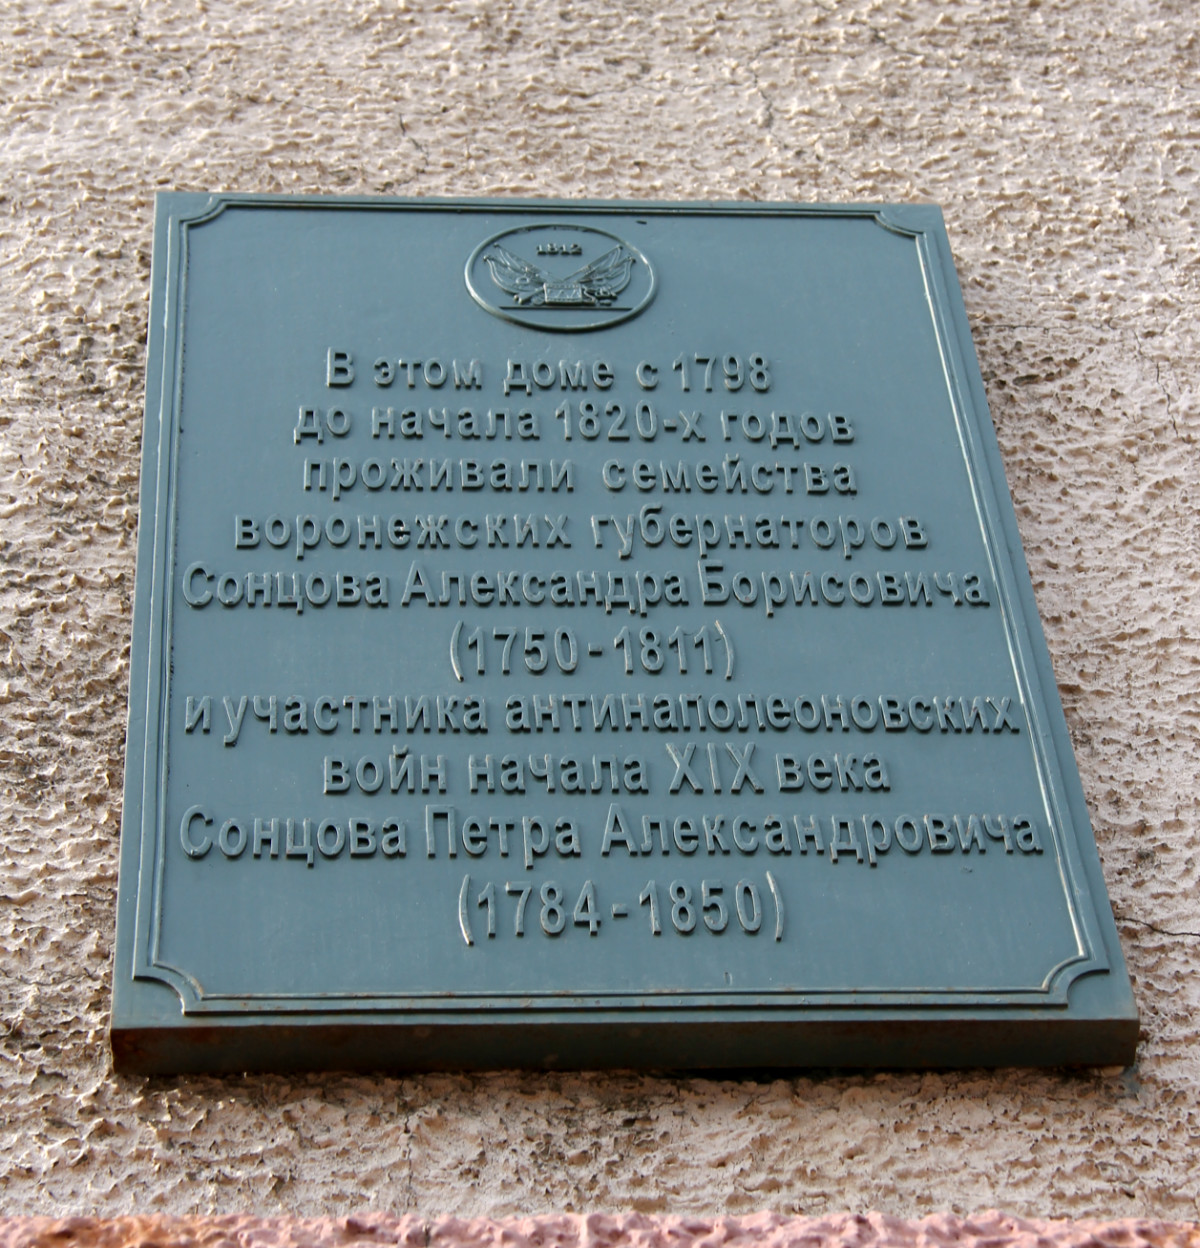 1812
В этом доме с 1798
до начала 1820-х годов
проживали семейства
воронежских губернаторов
Сонцова Александра Борисовича
(1750-1811)
и участника антинаполеоновских
войн начала XIX века
Сонцова Петра Александровича
(1784-1850)